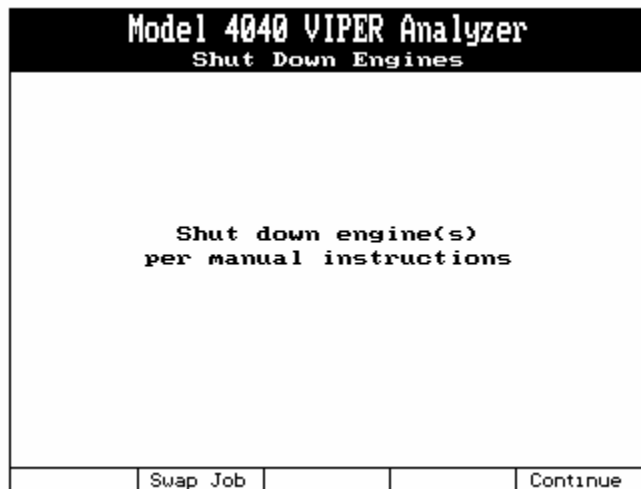 Model 4040 VIPER Analyzer
Shut Down Engines
Shut down engine(s)
per manual instructions
Swap Job Continue